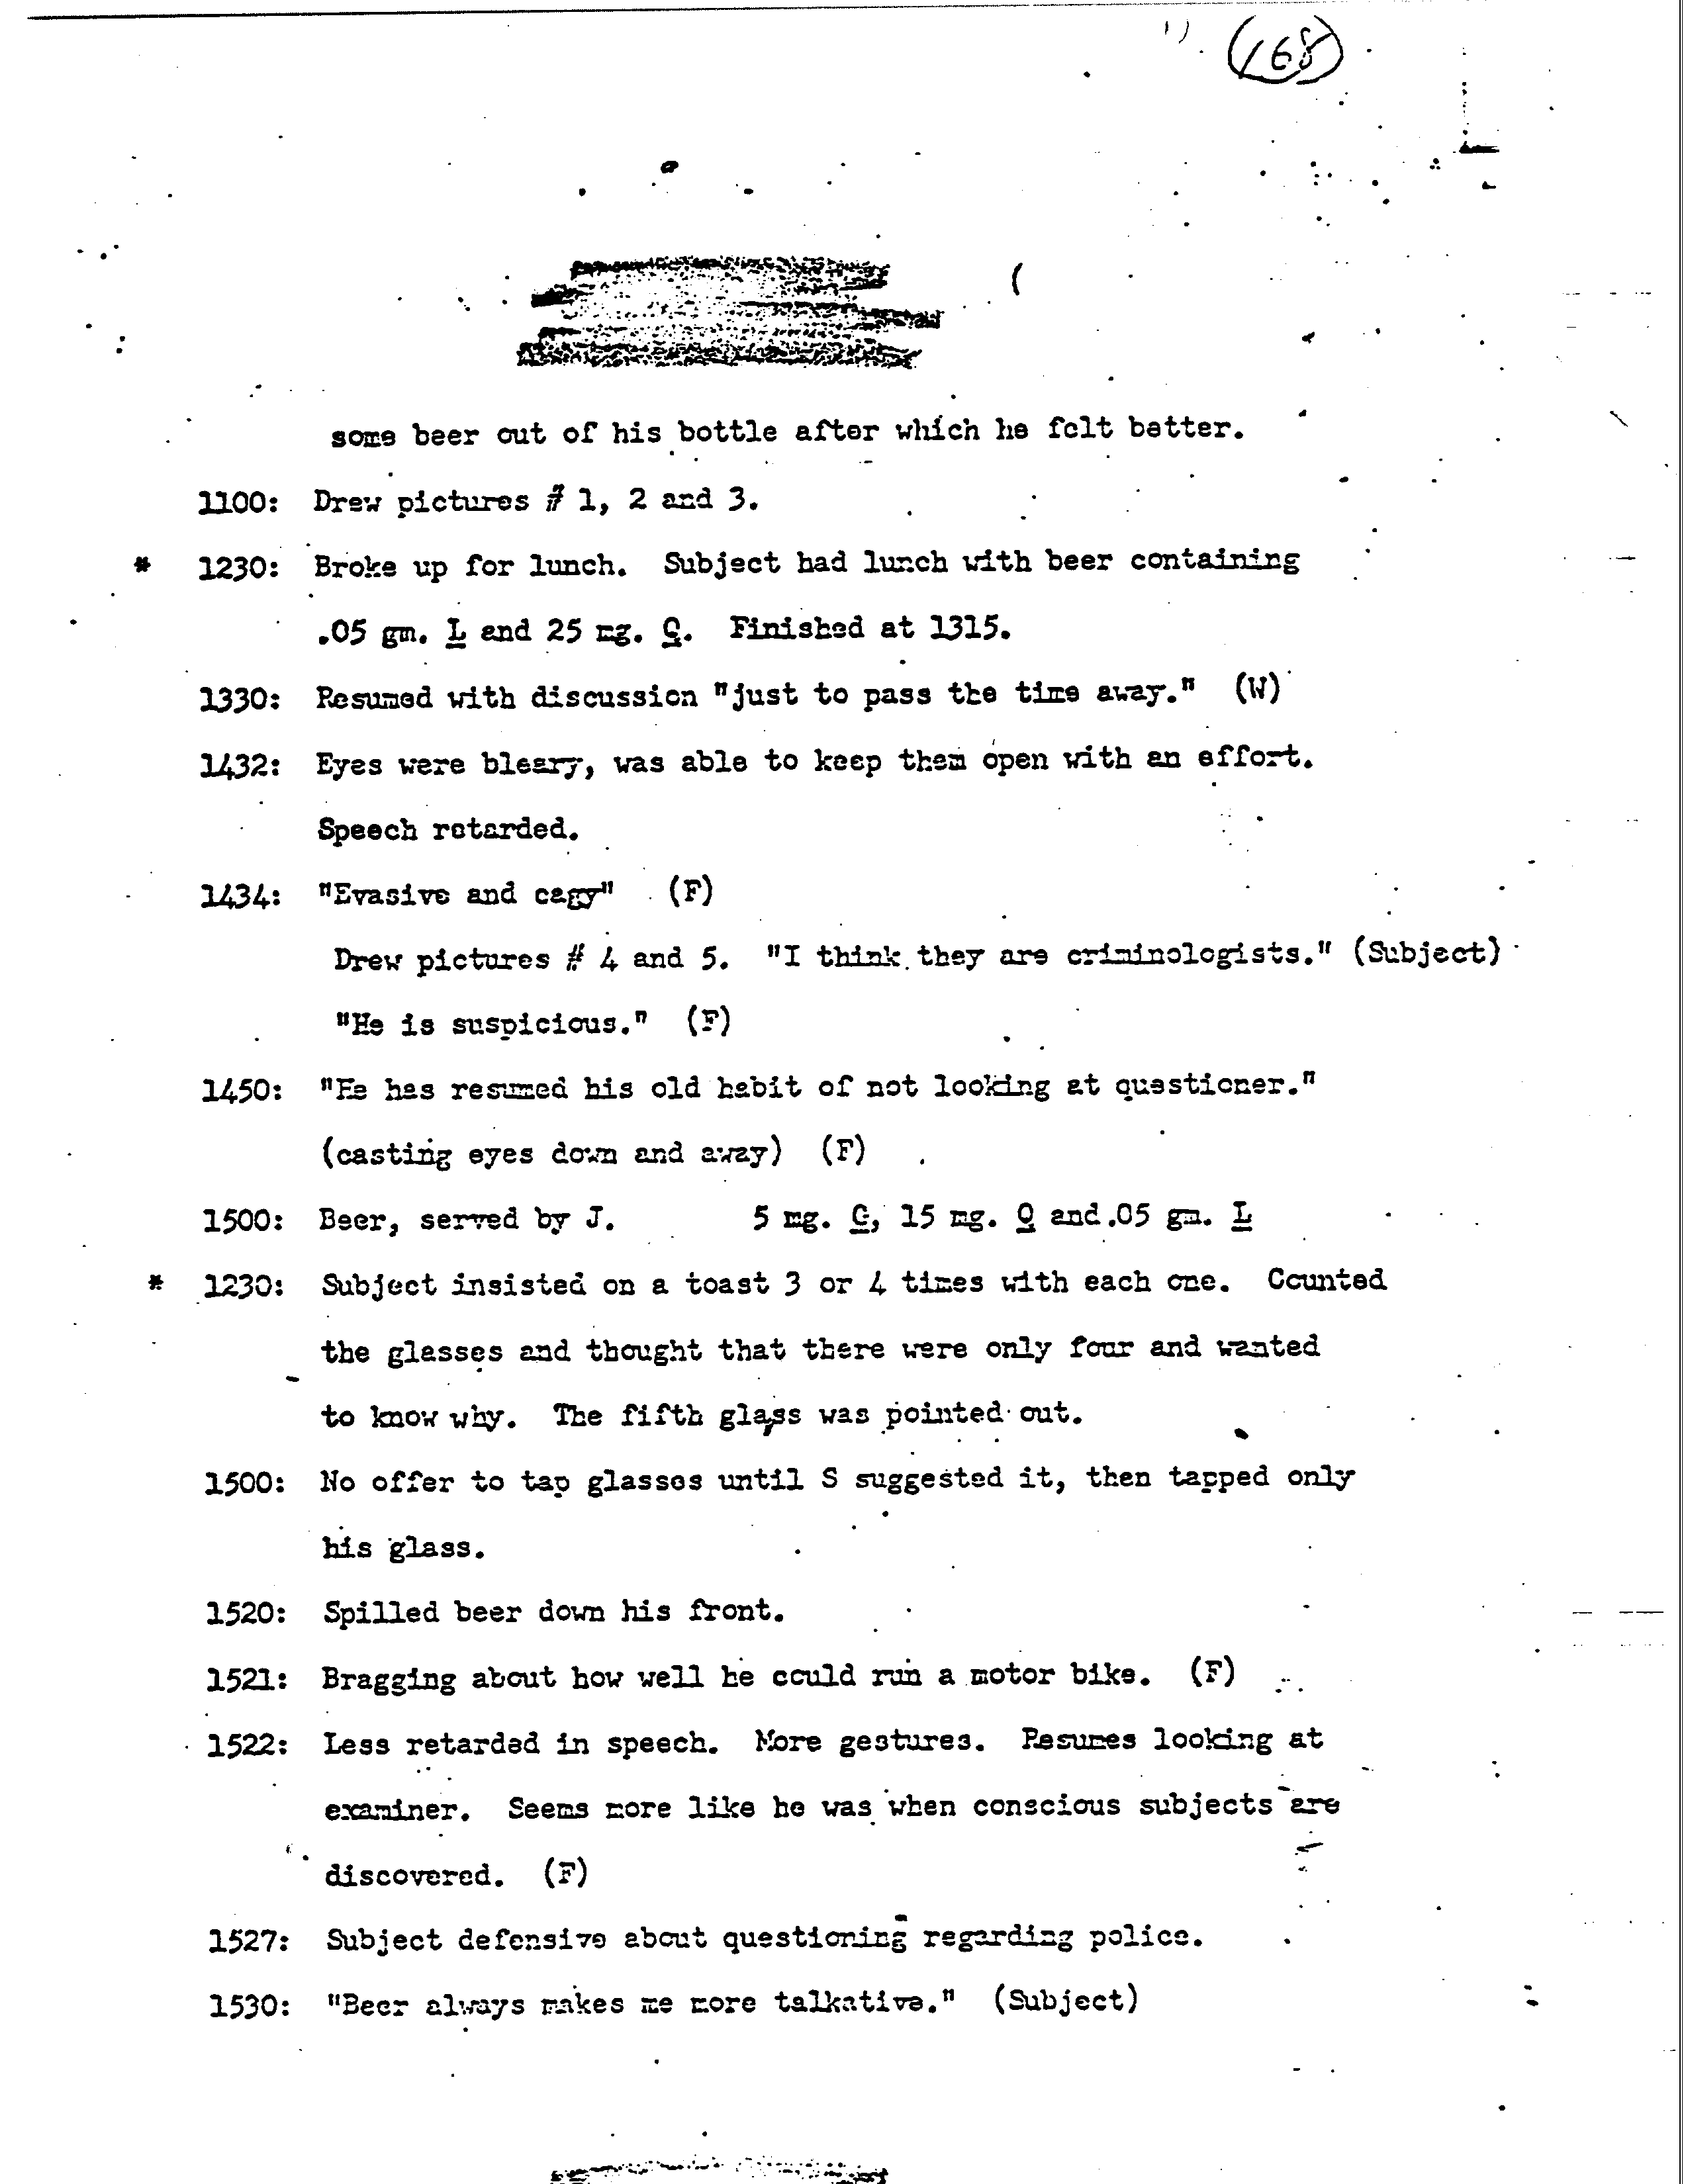 168
some beer out of his bottle after which he felt better.
1100: Drew pictures # 1, 2 and 3.
* 1230: Broke up for lunch. Subject had lunch with beer containing
.05 gm. L and 25 mg. Q. Finished at 1315.
1330: Resumed with discussion "just to pass the time away." (W)
1432: Eyes were bleary, was able to keep them open with an effort.
Speech retarded.
1434: "Evasive and cagy" (F)
Drew pictures # 4 and 5. "I think they are criminologists." (Subject)
"He is suspicious." (F)
1450: "He has resumed his old habit of not looking at questioner."
(casting eyes down and away) (F)
1500: Beer, served by J. 5 mg. C, 15 mg. Q and .05 gm. L
* 1230: Subject insisted on a toast 3 or 4 times with each one. Counted
the glasses and thought that there were only four and wanted
to know why. The fifth glass was pointed out.
1500: No offer to tap glasses until S suggested it, then tapped only
his glass.
1520: Spilled beer down his front.
1521: Bragging about how well he could run a motor bike. (F)
1522: Less retarded in speech. More gestures. Resumes looking at
examiner. Seems more like he was when conscious subjects are
discovered. (F)
1527: Subject defensive about questioning regarding police.
1530: "Beer always makes me more talkative." (Subject)